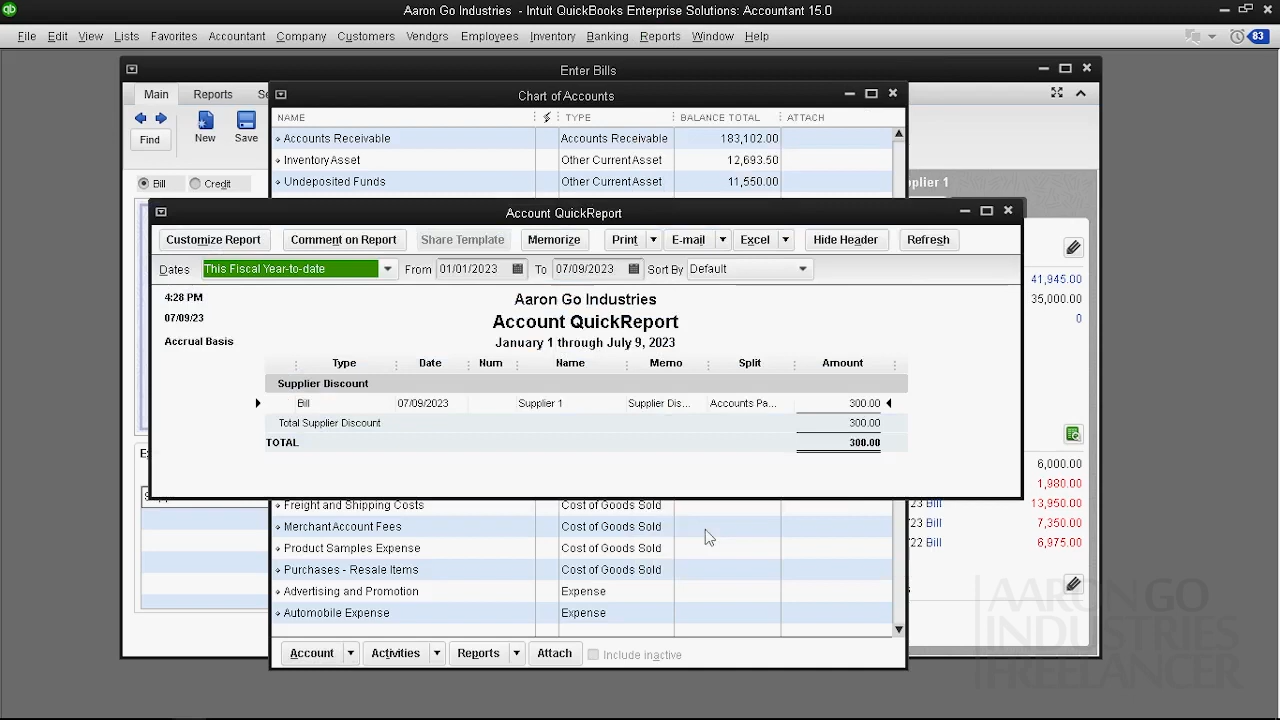 Aaron Go Industries - Intuit QuickBooks Enterprise Solutions: Accountant 15.0
File Edit View Lists Favorites Accountant Company Customers Vendors Employees Inventory Banking Reports Window Help
83
Enter Bills
Main Reports
Find
New
Save
Bill Credit
Chart of Accounts
NAME TYPE BALANCE TOTAL ATTACH
Accounts Receivable Accounts Receivable 183,102.00
Inventory Asset Other Current Asset 12,693.50
Undeposited Funds Other Current Asset 11,550.00
plier 1
Account QuickReport
Customize Report Comment on Report Share Template Memorize Print E-mail Excel Hide Header Refresh
Dates This Fiscal Year-to-date From 01/01/2023 To 07/09/2023 Sort By Default
4:28 PM
07/09/23
Accrual Basis
Aaron Go Industries
Account QuickReport
January 1 through July 9, 2023
Type Date Num Name Memo Split Amount
Supplier Discount
Bill 07/09/2023 Supplier 1 Supplier Dis... Accounts Pa... 300.00
Total Supplier Discount 300.00
TOTAL 300.00
41,945.00
35,000.00
0
6,000.00
1,980.00
23 Bill 13,950.00
23 Bill 7,350.00
22 Bill 6,975.00
Freight and Shipping Costs Cost of Goods Sold
Merchant Account Fees Cost of Goods Sold
Product Samples Expense Cost of Goods Sold
Purchases - Resale Items Cost of Goods Sold
Advertising and Promotion Expense
Automobile Expense Expense
Account Activities Reports Attach Include inactive
AARON GO
INDUSTRIES
FREELANCER